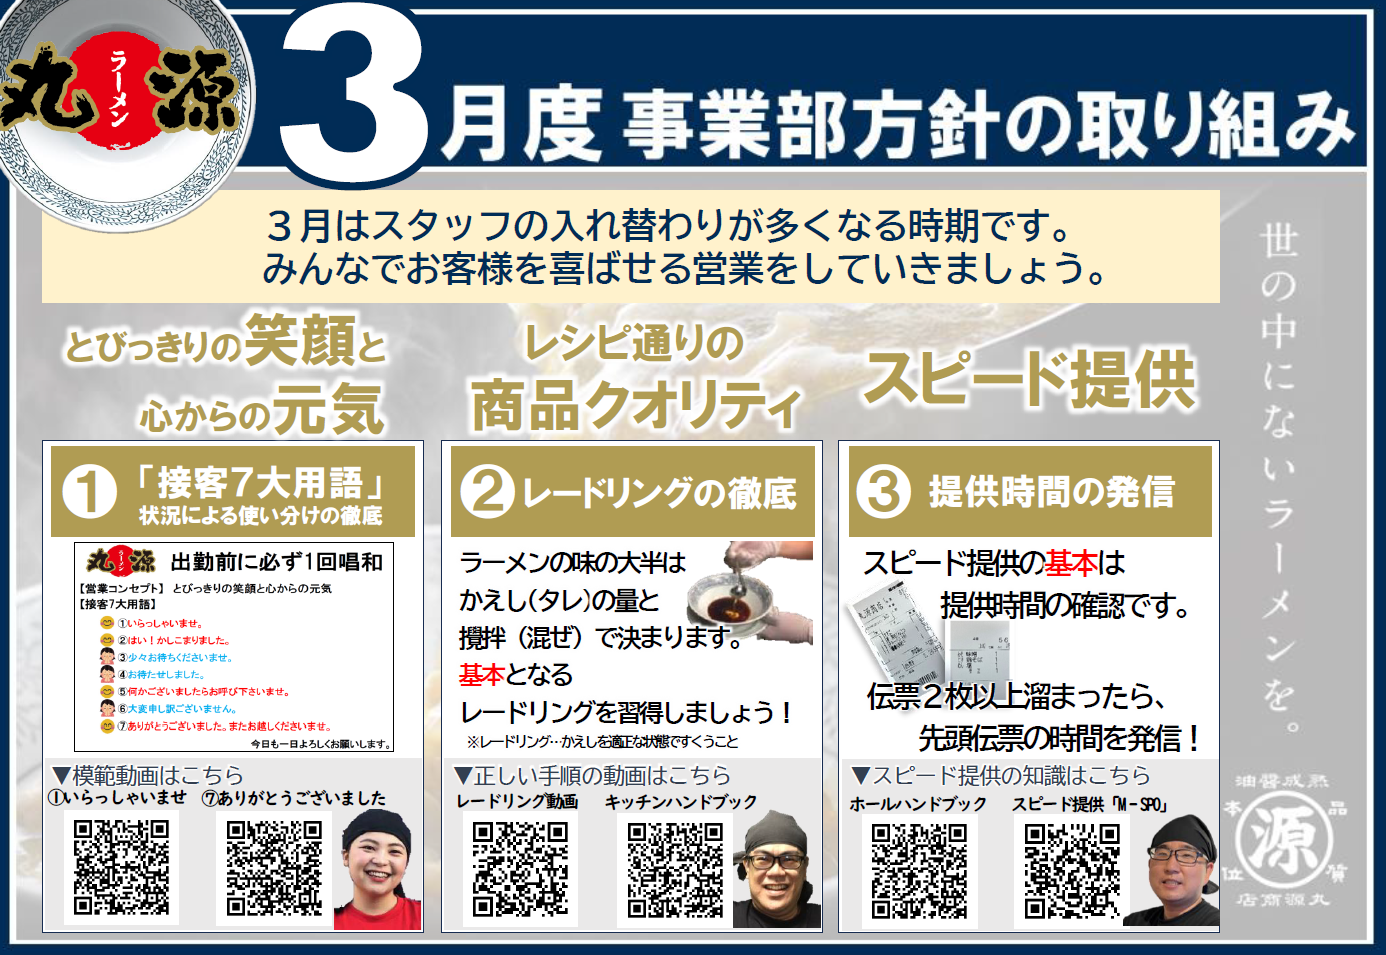 丸 ラーメン 源
3月度 事業部方針の取り組み
３月はスタッフの入れ替わりが多くなる時期です。
みんなでお客様を喜ばせる営業をしていきましょう。
世の中にないラーメンを。
とびっきりの笑顔と
心からの元気
レシピ通りの
商品クオリティ
スピード提供
❶「接客７大用語」
状況による使い分けの徹底
丸 ラーメン 源 出勤前に必ず1回唱和
【営業コンセプト】 とびっきりの笑顔と心からの元気
【接客7大用語】
①いらっしゃいませ。
②はい！かしこまりました。
③少々お待ちくださいませ。
④お待たせしました。
⑤何かございましたらお呼び下さいませ。
⑥大変申し訳ございません。
⑦ありがとうございました。またお越しくださいませ。
今日も一日よろしくお願いします。
▼模範動画はこちら
①いらっしゃいませ ⑦ありがとうございました
❷レードリングの徹底
ラーメンの味の大半は
かえし（タレ）の量と
攪拌（混ぜ）で決まります。
基本となる
レードリングを習得しましょう！
※レードリング…かえしを適正な状態ですくうこと
▼正しい手順の動画はこちら
レードリング動画 キッチンハンドブック
❸提供時間の発信
スピード提供の基本は
提供時間の確認です。
伝票２枚以上溜まったら、
先頭伝票の時間を発信！
▼スピード提供の知識はこちら
ホールハンドブック スピード提供「M-SPO」
油醤成熟
本 品
源
位 質
店商源丸